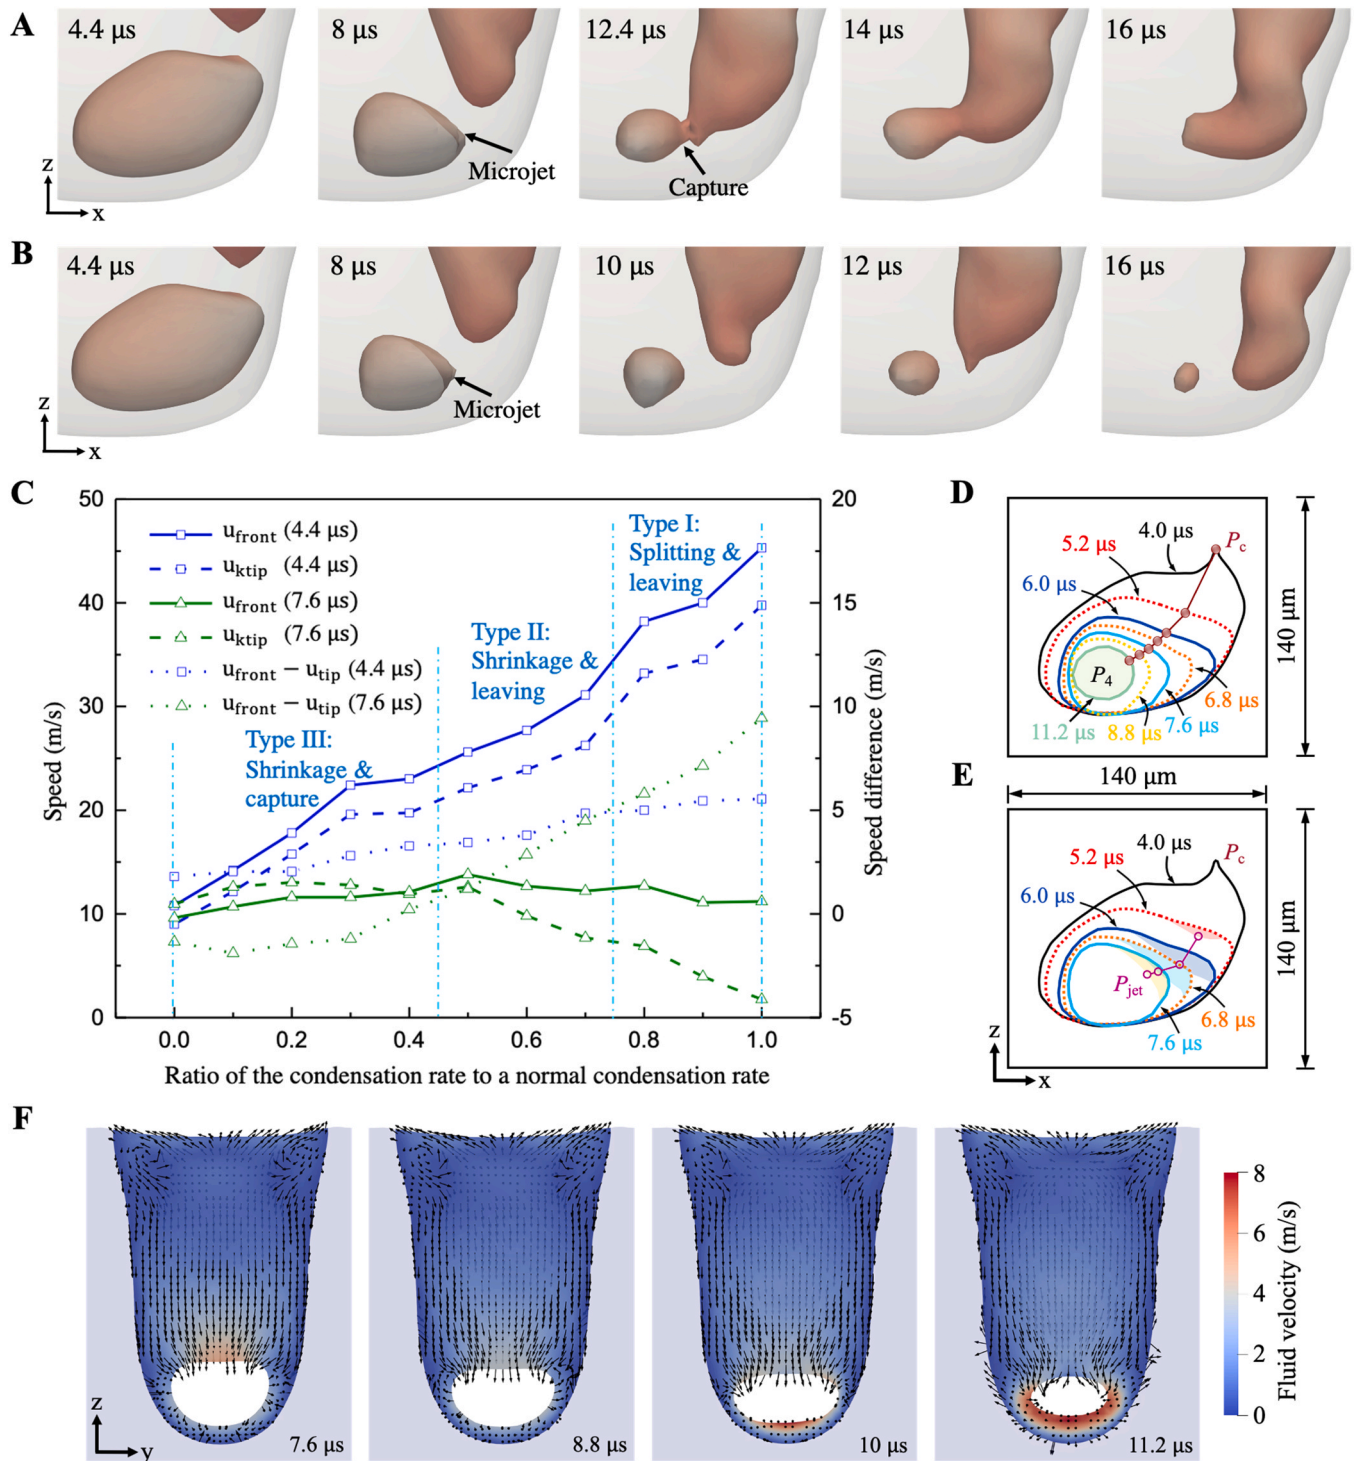 A
4.4 μs
8 μs
12.4 μs
14 μs
16 μs
Microjet
Capture
z
x
B
4.4 μs
8 μs
10 μs
12 μs
16 μs
Microjet
z
x
C
50
40
30
20
10
0
Speed (m/s)
u_front (4.4 μs)
u_ktip (4.4 μs)
u_front (7.6 μs)
u_ktip (7.6 μs)
u_front − u_tip (4.4 μs)
u_front − u_tip (7.6 μs)
Type III:
Shrinkage &
capture
Type II:
Shrinkage &
leaving
Type I:
Splitting &
leaving
20
15
10
5
0
-5
Speed difference (m/s)
0.0 0.2 0.4 0.6 0.8 1.0
Ratio of the condensation rate to a normal condensation rate
D
4.0 μs
P_c
5.2 μs
6.0 μs
P_4
6.8 μs
7.6 μs
8.8 μs
11.2 μs
140 μm
140 μm
E
4.0 μs
P_c
5.2 μs
6.0 μs
P_jet
6.8 μs
7.6 μs
140 μm
z
x
F
z
y
7.6 μs
8.8 μs
10 μs
11.2 μs
8
6
4
2
0
Fluid velocity (m/s)